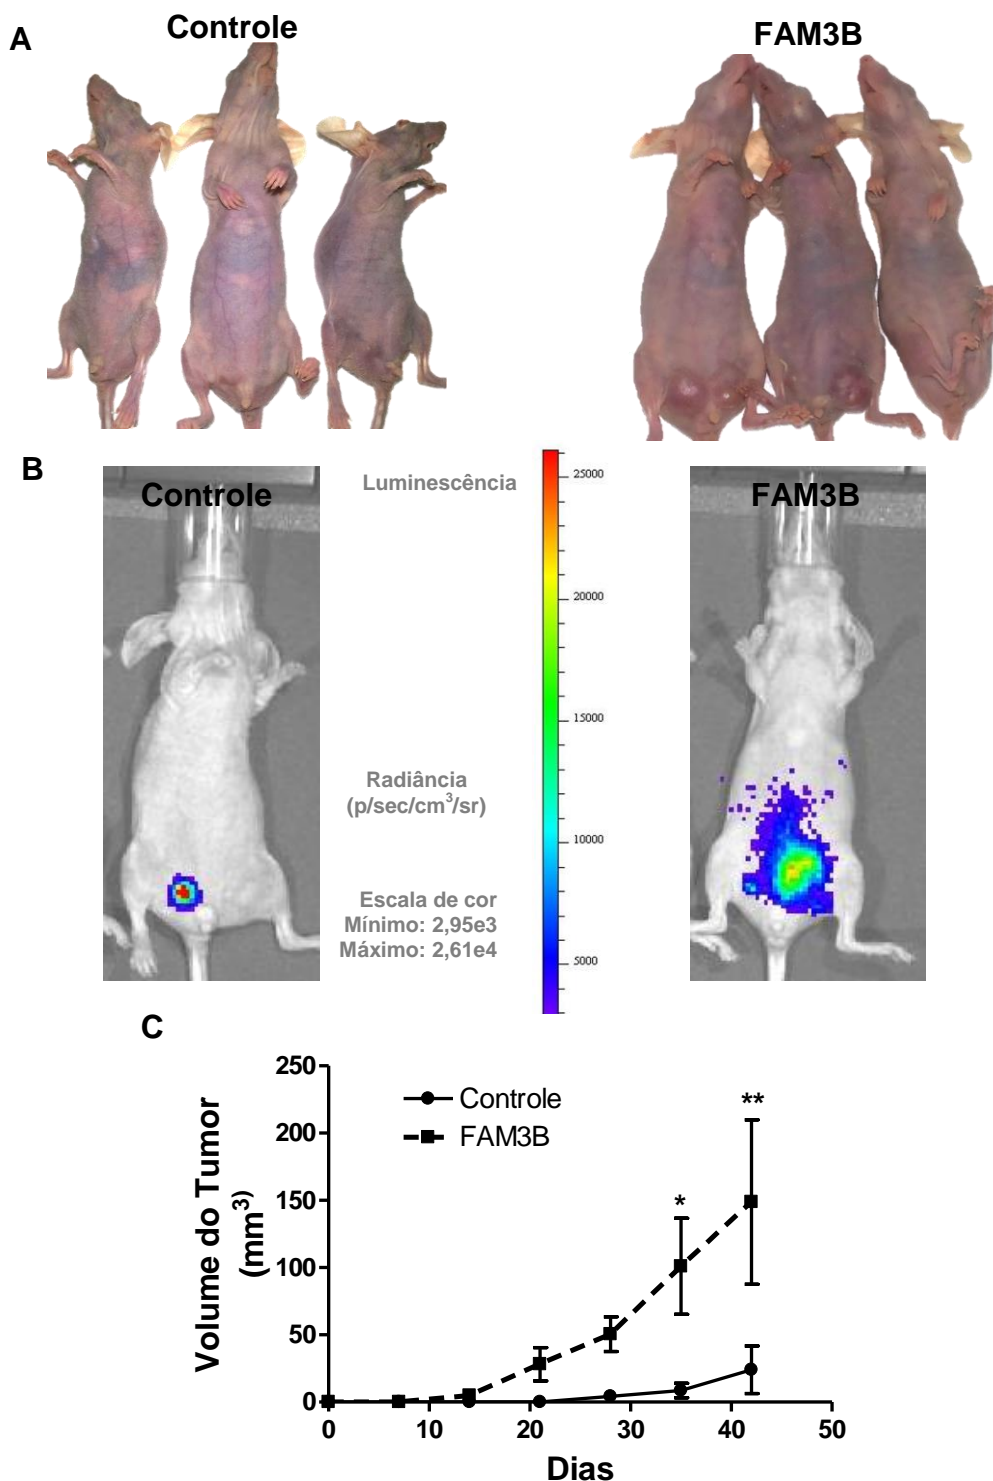 A
Controle
FAM3B
B
Controle
Luminescência
FAM3B
25000
20000
15000
Radiância
(p/sec/cm³/sr)
10000
Escala de cor
Mínimo: 2,95e3
Máximo: 2,61e4
5000
C
Volume do Tumor
(mm³)
250
200
150
100
50
0
Controle
FAM3B
*
**
0
10
20
30
40
50
Dias